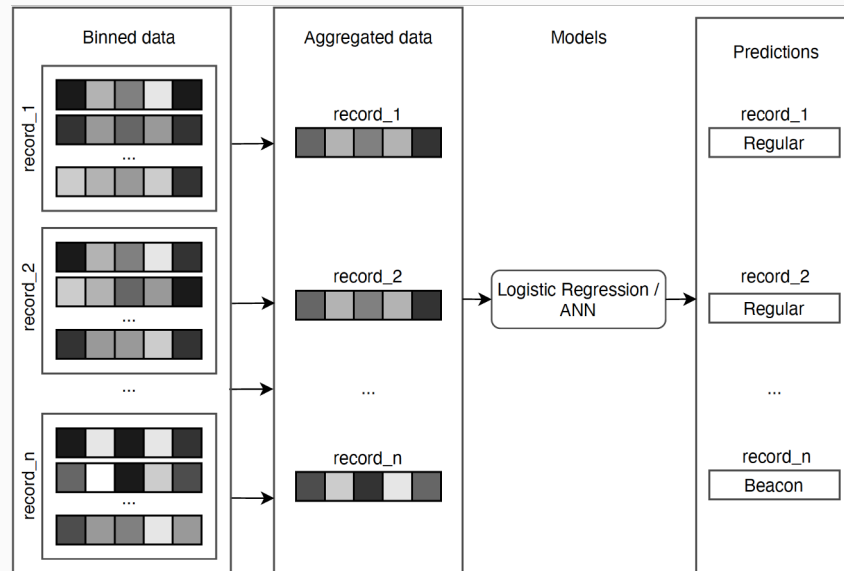 Binned data
record_1
...
record_2
...
...
record_n
...
Aggregated data
record_1
record_2
...
record_n
Models
Logistic Regression /
ANN
Predictions
record_1
Regular
record_2
Regular
...
record_n
Beacon